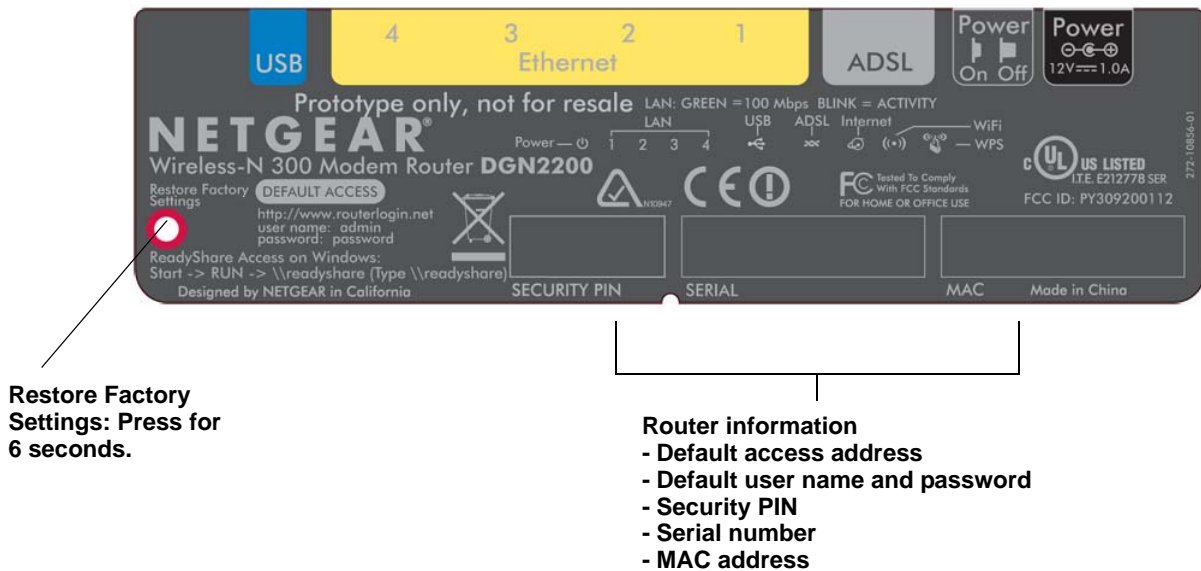 4 3 2 1
USB Ethernet ADSL
Power
On Off
Power
12V 1.0A
Prototype only, not for resale LAN: GREEN =100 Mbps BLINK = ACTIVITY
NETGEAR®
Power — LAN 1 2 3 4 USB ADSL Internet WiFi
WPS
Wireless-N 300 Modem Router DGN2200
Restore Factory
Settings
DEFAULT ACCESS
http://www.routerlogin.net
user name: admin
password: password
ReadyShare Access on Windows:
Start -> RUN -> \\readyshare (Type \\readyshare)
Designed by NETGEAR in California
N10947
CE
FC Tested To Comply
With FCC Standards
FOR HOME OR OFFICE USE
C UL US LISTED
I.T.E. E212778 SER
FCC ID: PY309200112
272-10856-01
SECURITY PIN SERIAL MAC Made in China
Restore Factory
Settings: Press for
6 seconds.
Router information
- Default access address
- Default user name and password
- Security PIN
- Serial number
- MAC address